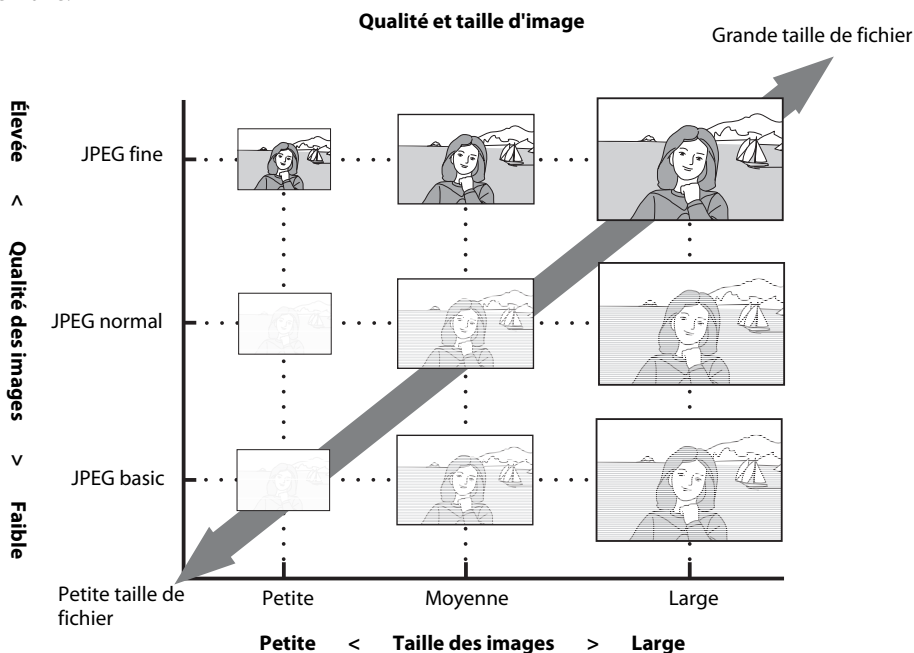 Qualité et taille d'image
Grande taille de fichier
Élevée < Qualité des images > Faible
JPEG fine
JPEG normal
JPEG basic
Petite taille de
fichier
Petite Moyenne Large
Petite < Taille des images > Large